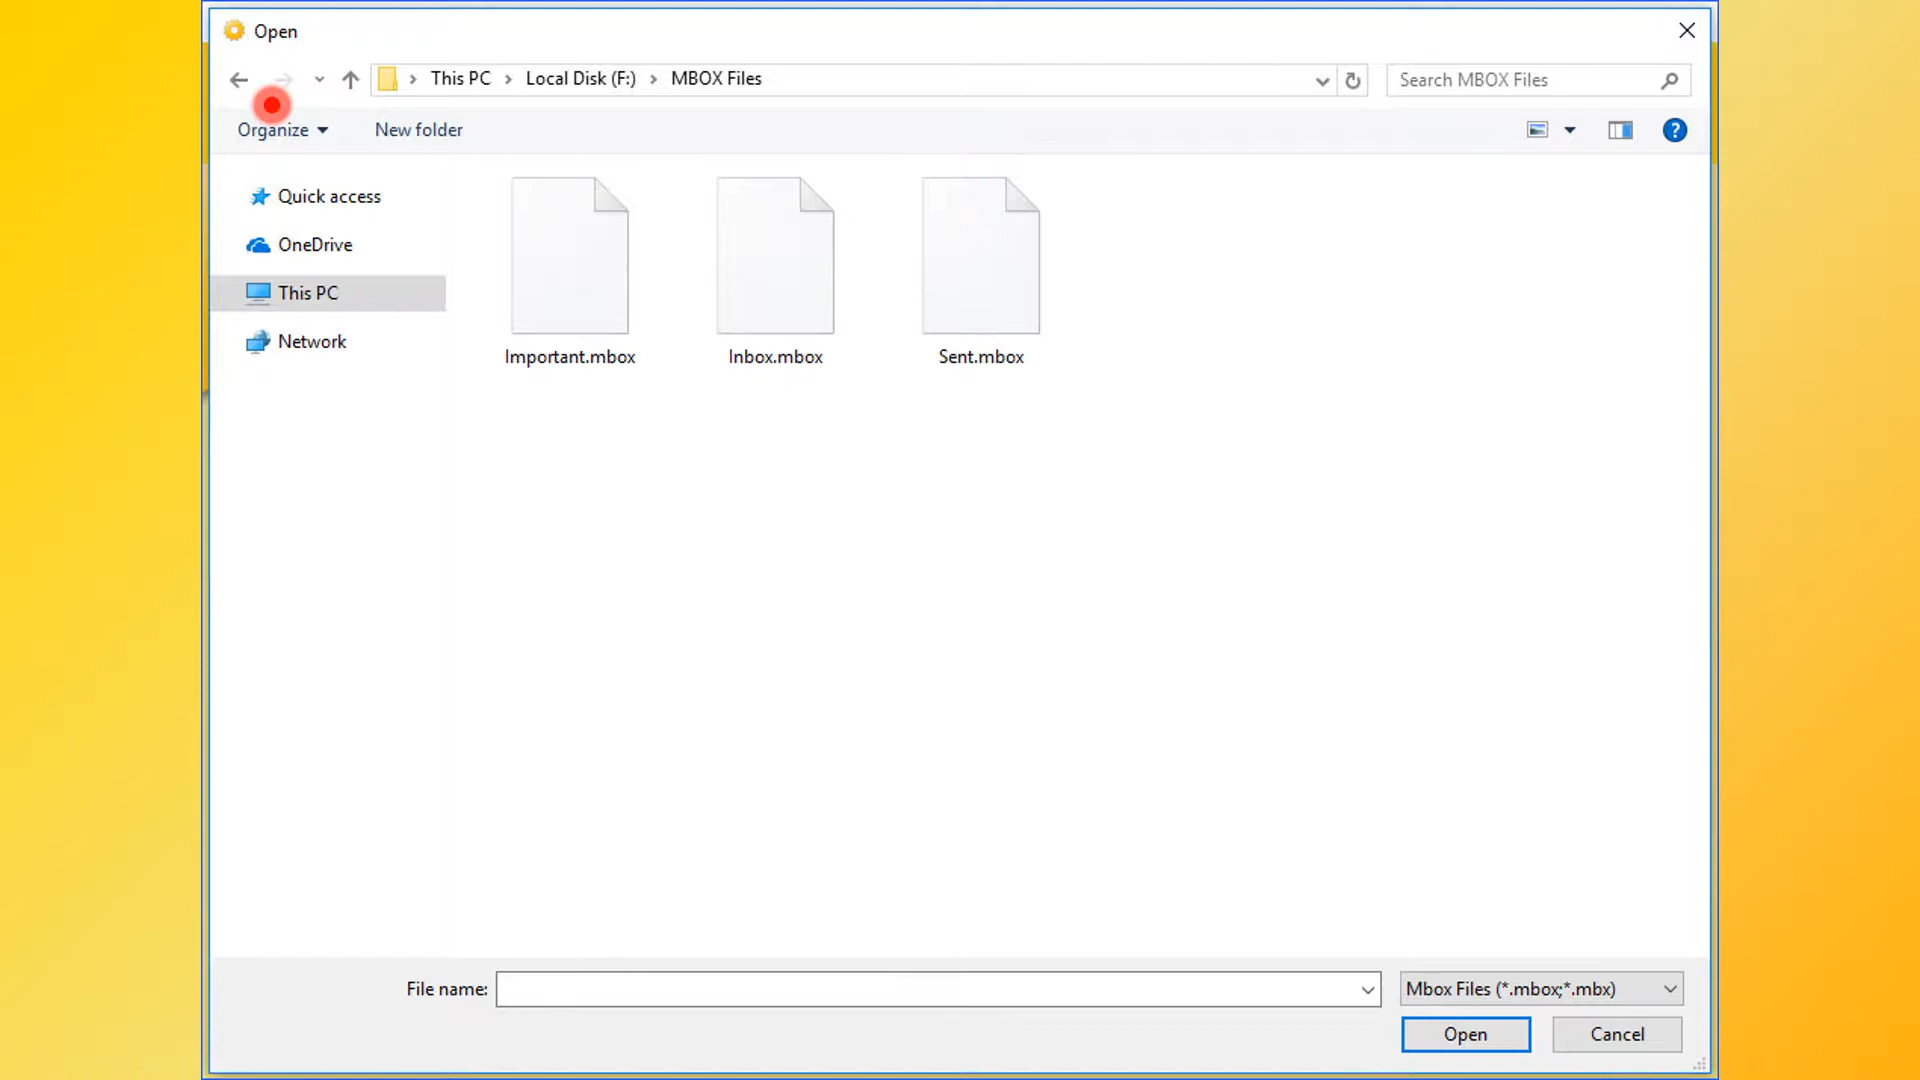 Open
This PC > Local Disk (F:) > MBOX Files
Search MBOX Files
Organize
New folder
Quick access
OneDrive
This PC
Network
Important.mbox
Inbox.mbox
Sent.mbox
File name:
Mbox Files (*.mbox;*.mbx)
Open
Cancel